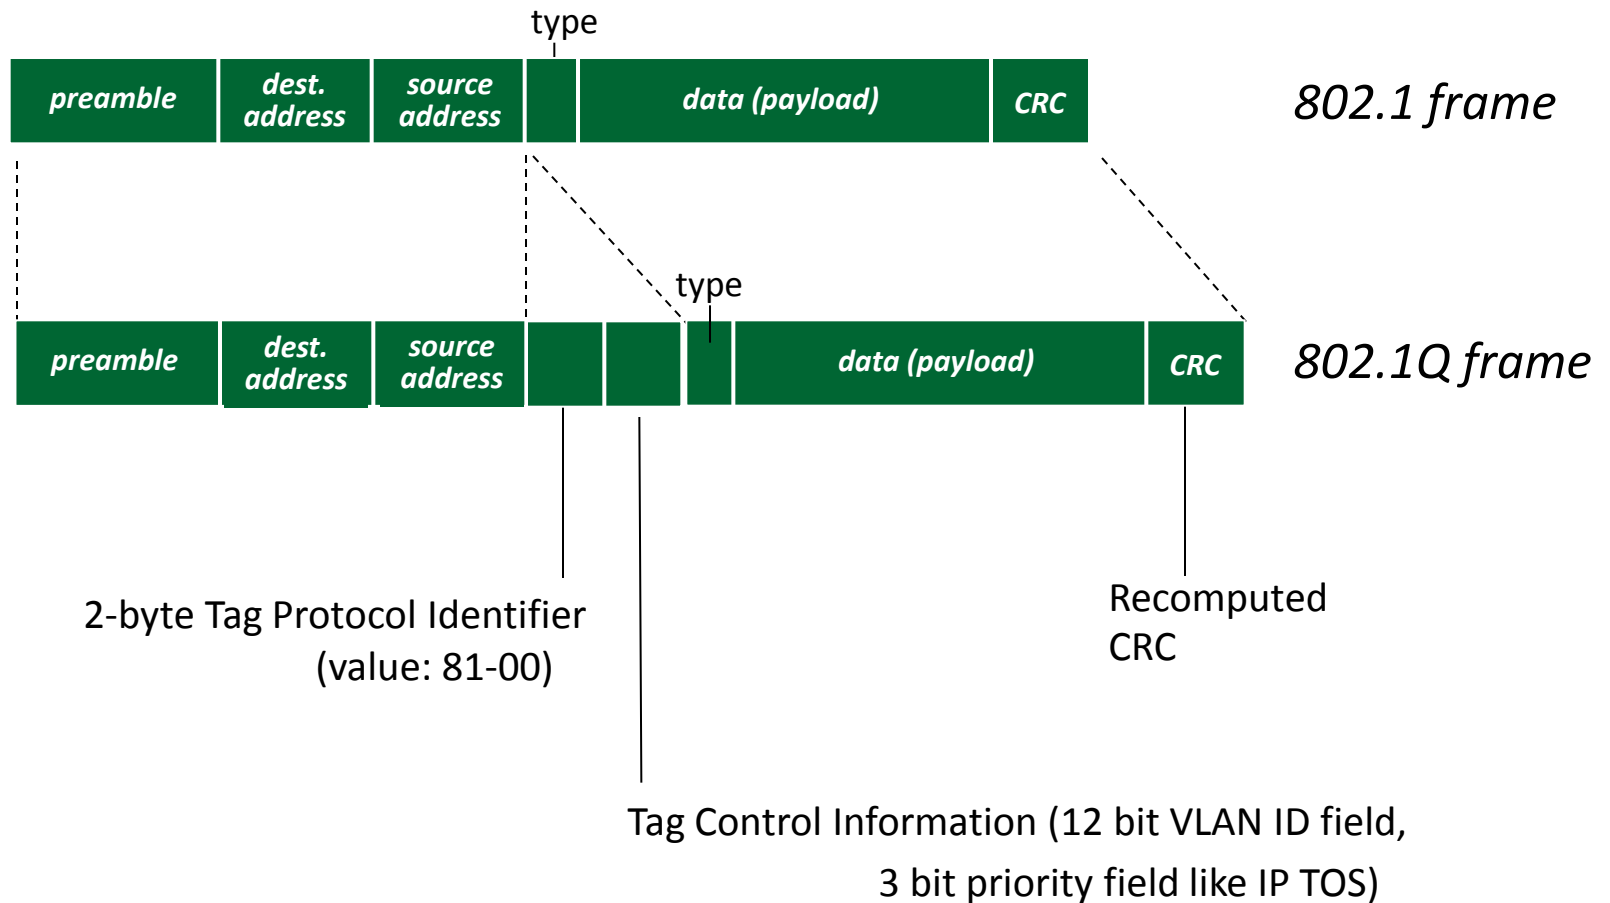 type
preamble
dest.
address
source
address
data (payload)
CRC
802.1 frame
type
preamble
dest.
address
source
address
data (payload)
CRC
802.1Q frame
2-byte Tag Protocol Identifier
(value: 81-00)
Recomputed
CRC
Tag Control Information (12 bit VLAN ID field,
3 bit priority field like IP TOS)